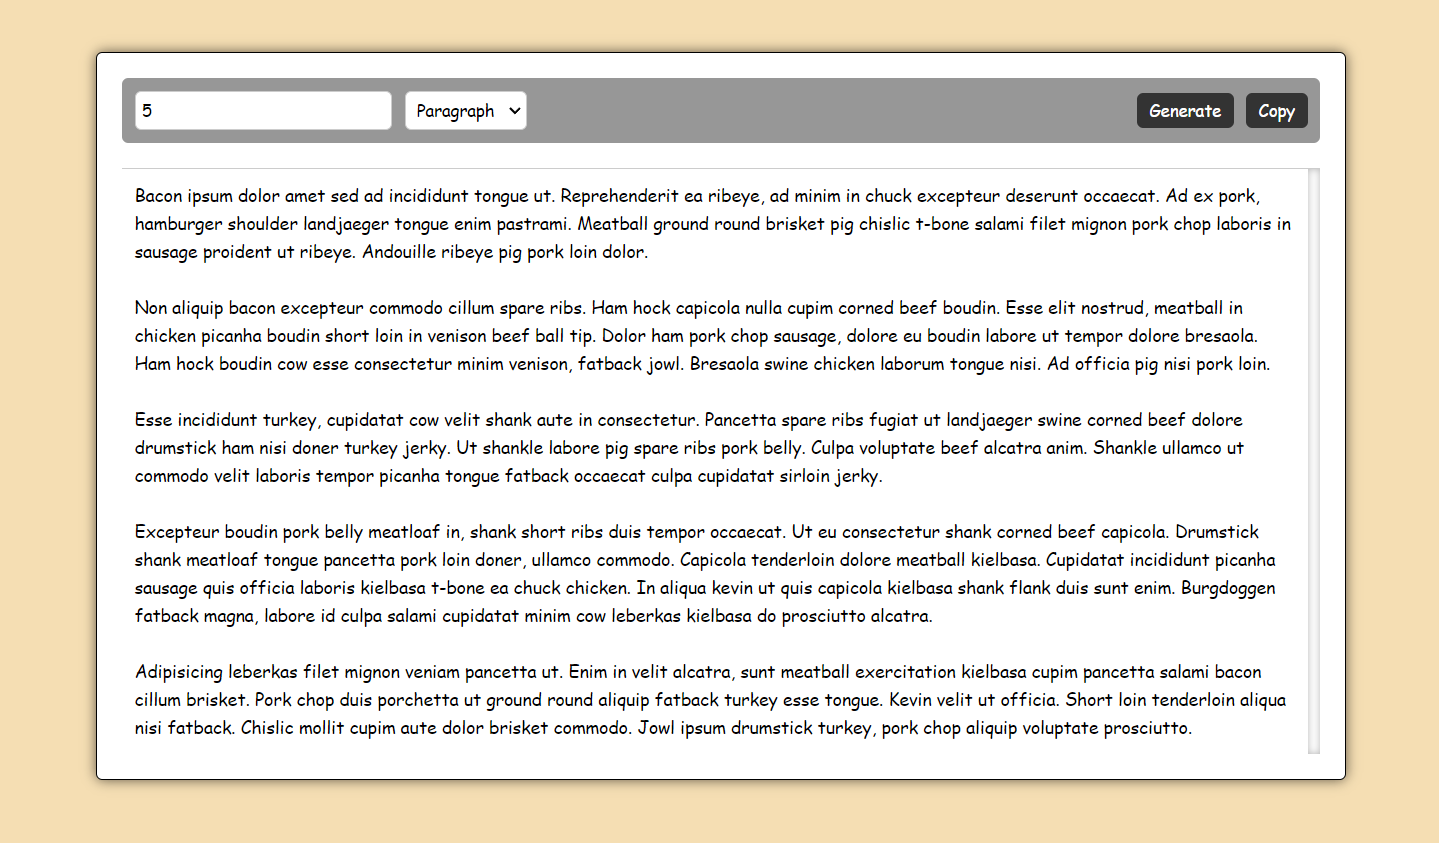 5
Paragraph
Generate
Copy
Bacon ipsum dolor amet sed ad incididunt tongue ut. Reprehenderit ea ribeye, ad minim in chuck excepteur deserunt occaecat. Ad ex pork,
hamburger shoulder landjaeger tongue enim pastrami. Meatball ground round brisket pig chislic t-bone salami filet mignon pork chop laboris in
sausage proident ut ribeye. Andouille ribeye pig pork loin dolor.
Non aliquip bacon excepteur commodo cillum spare ribs. Ham hock capicola nulla cupim corned beef boudin. Esse elit nostrud, meatball in
chicken picanha boudin short loin in venison beef ball tip. Dolor ham pork chop sausage, dolore eu boudin labore ut tempor dolore bresaola.
Ham hock boudin cow esse consectetur minim venison, fatback jowl. Bresaola swine chicken laborum tongue nisi. Ad officia pig nisi pork loin.
Esse incididunt turkey, cupidatat cow velit shank aute in consectetur. Pancetta spare ribs fugiat ut landjaeger swine corned beef dolore
drumstick ham nisi doner turkey jerky. Ut shankle labore pig spare ribs pork belly. Culpa voluptate beef alcatra anim. Shankle ullamco ut
commodo velit laboris tempor picanha tongue fatback occaecat culpa cupidatat sirloin jerky.
Excepteur boudin pork belly meatloaf in, shank short ribs duis tempor occaecat. Ut eu consectetur shank corned beef capicola. Drumstick
shank meatloaf tongue pancetta pork loin doner, ullamco commodo. Capicola tenderloin dolore meatball kielbasa. Cupidatat incididunt picanha
sausage quis officia laboris kielbasa t-bone ea chuck chicken. In aliqua kevin ut quis capicola kielbasa shank flank duis sunt enim. Burgdoggen
fatback magna, labore id culpa salami cupidatat minim cow leberkas kielbasa do prosciutto alcatra.
Adipisicing leberkas filet mignon veniam pancetta ut. Enim in velit alcatra, sunt meatball exercitation kielbasa cupim pancetta salami bacon
cillum brisket. Pork chop duis porchetta ut ground round aliquip fatback turkey esse tongue. Kevin velit ut officia. Short loin tenderloin aliqua
nisi fatback. Chislic mollit cupim aute dolor brisket commodo. Jowl ipsum drumstick turkey, pork chop aliquip voluptate prosciutto.